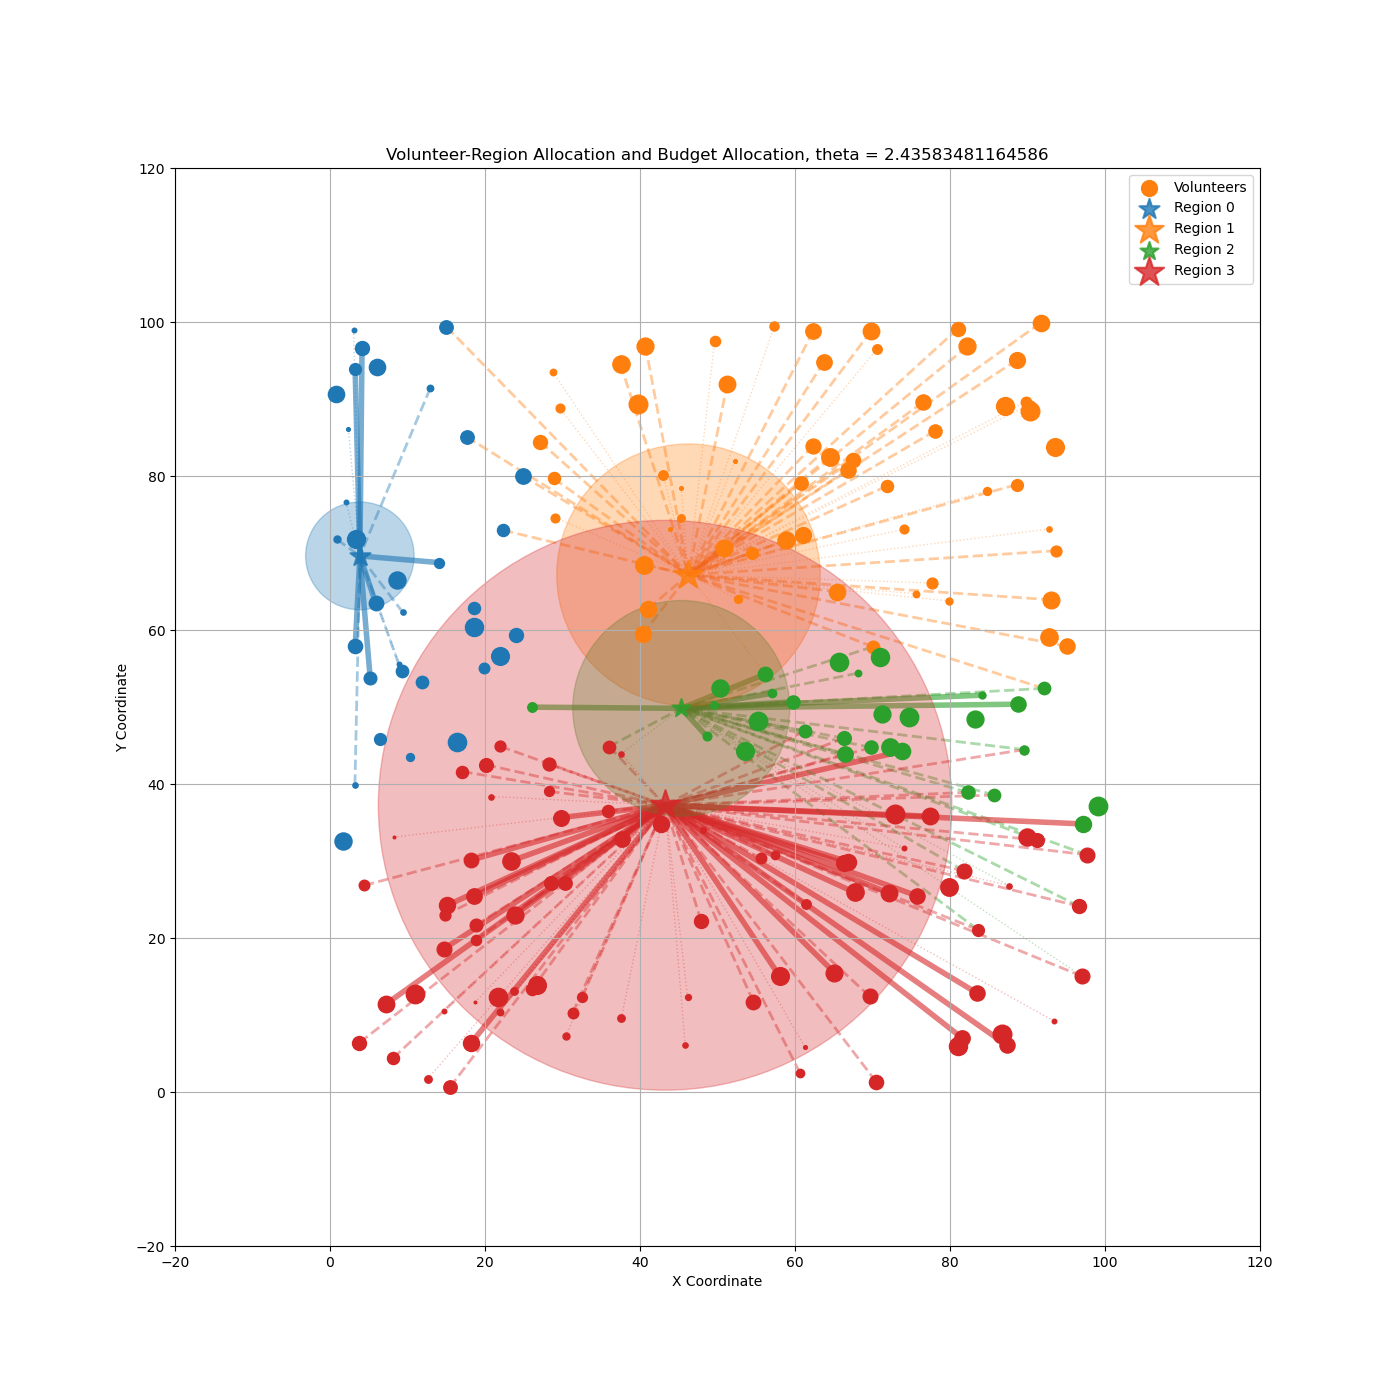 Volunteer-Region Allocation and Budget Allocation, theta = 2.43583481164586
120
100
80
60
40
20
0
−20
Y Coordinate
Volunteers
Region 0
Region 1
Region 2
Region 3
−20 0 20 40 60 80 100 120
X Coordinate